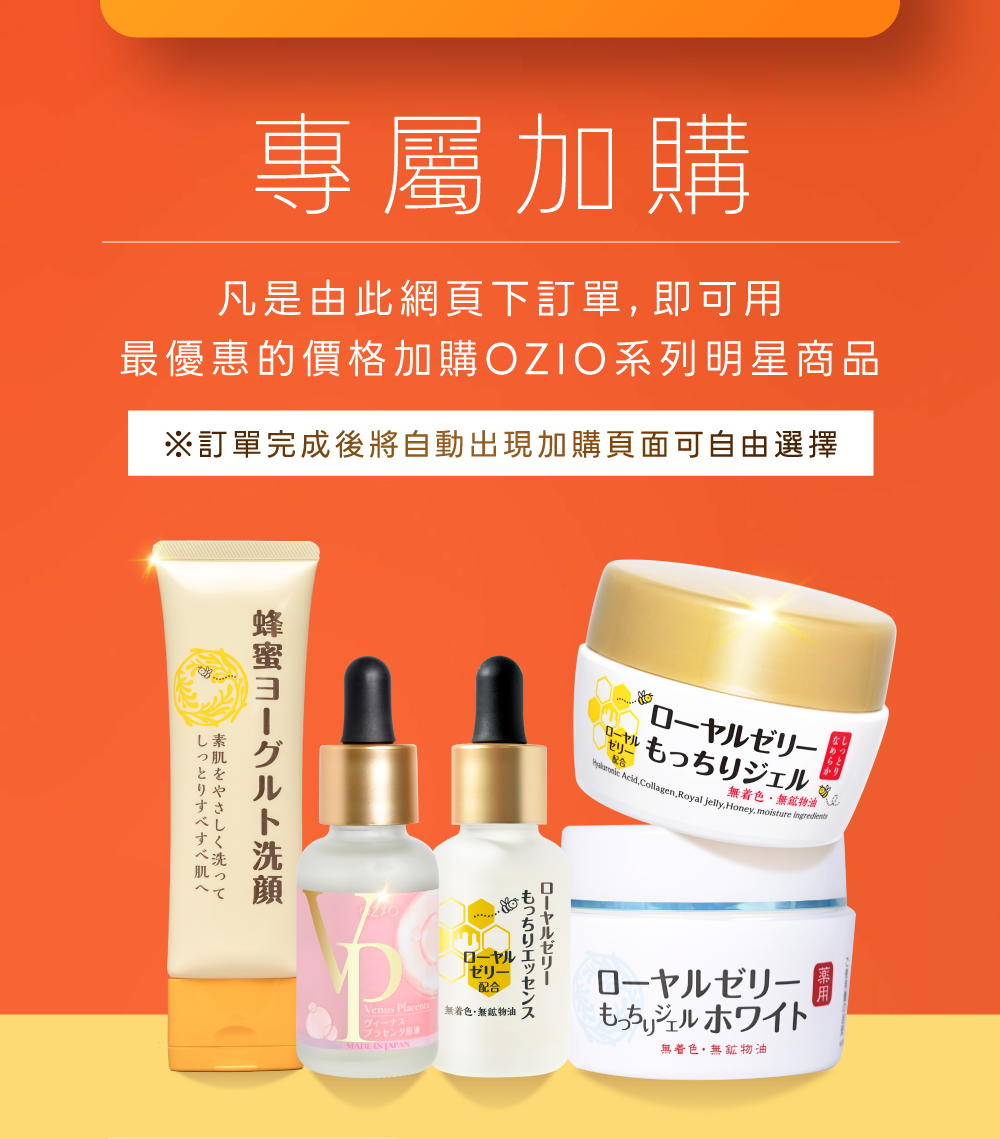 專屬加購
凡是由此網頁下訂單,即可用
最優惠的價格加購OZIO系列明星商品
※訂單完成後將自動出現加購頁面可自由選擇
蜂蜜ヨーグルト洗顔
素肌をやさしく洗って
しっとりすべすべ肌へ
OZIO
VP
Venus Placenta
ヴィーナス
プラセンタ原液
MADE IN JAPAN
ローヤルゼリー
もっちりエッセンス
ローヤル
ゼリー
配合
無着色・無鉱物油
ローヤルゼリー
もっちりジェル
ローヤル
ゼリー
配合
しっとり
なめらか
無着色・無鉱物油
Hyaluronic Acid,Collagen,Royal jelly,Honey, moisture ingredients
ローヤルゼリー
もっちりジェル ホワイト
薬用
無着色・無鉱物油